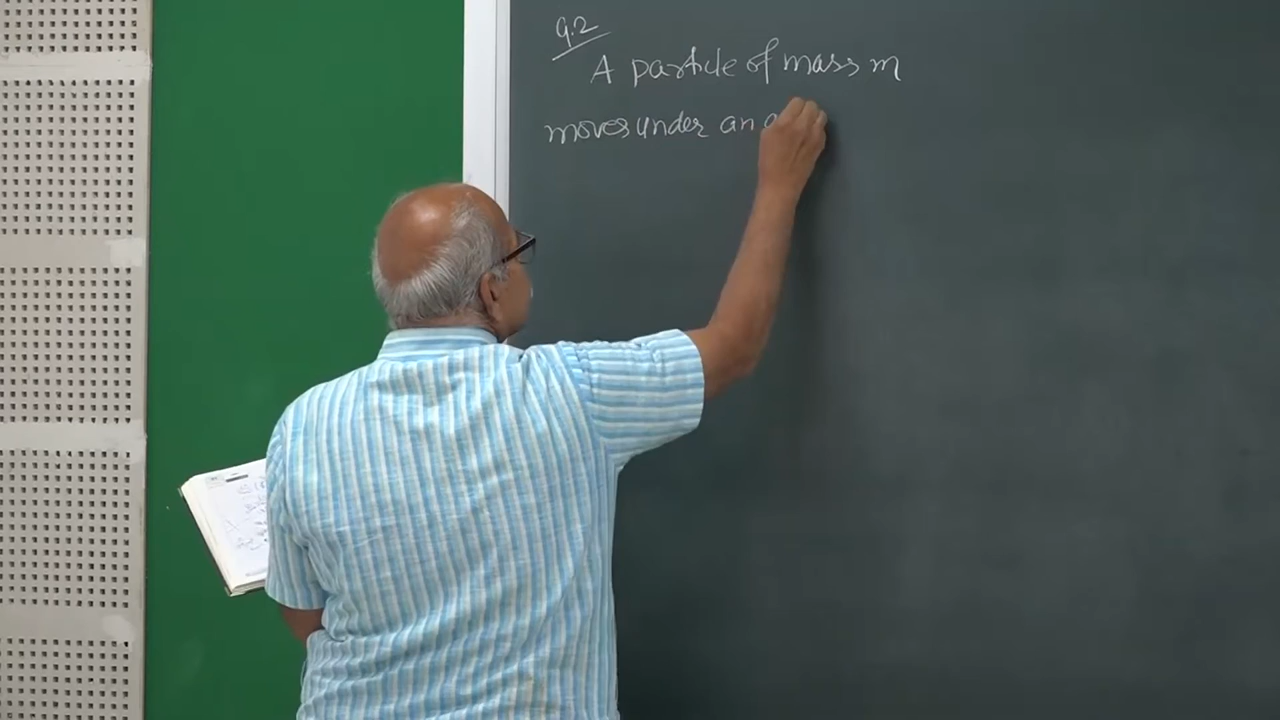 Q.2
A particle of mass m
moves under an a